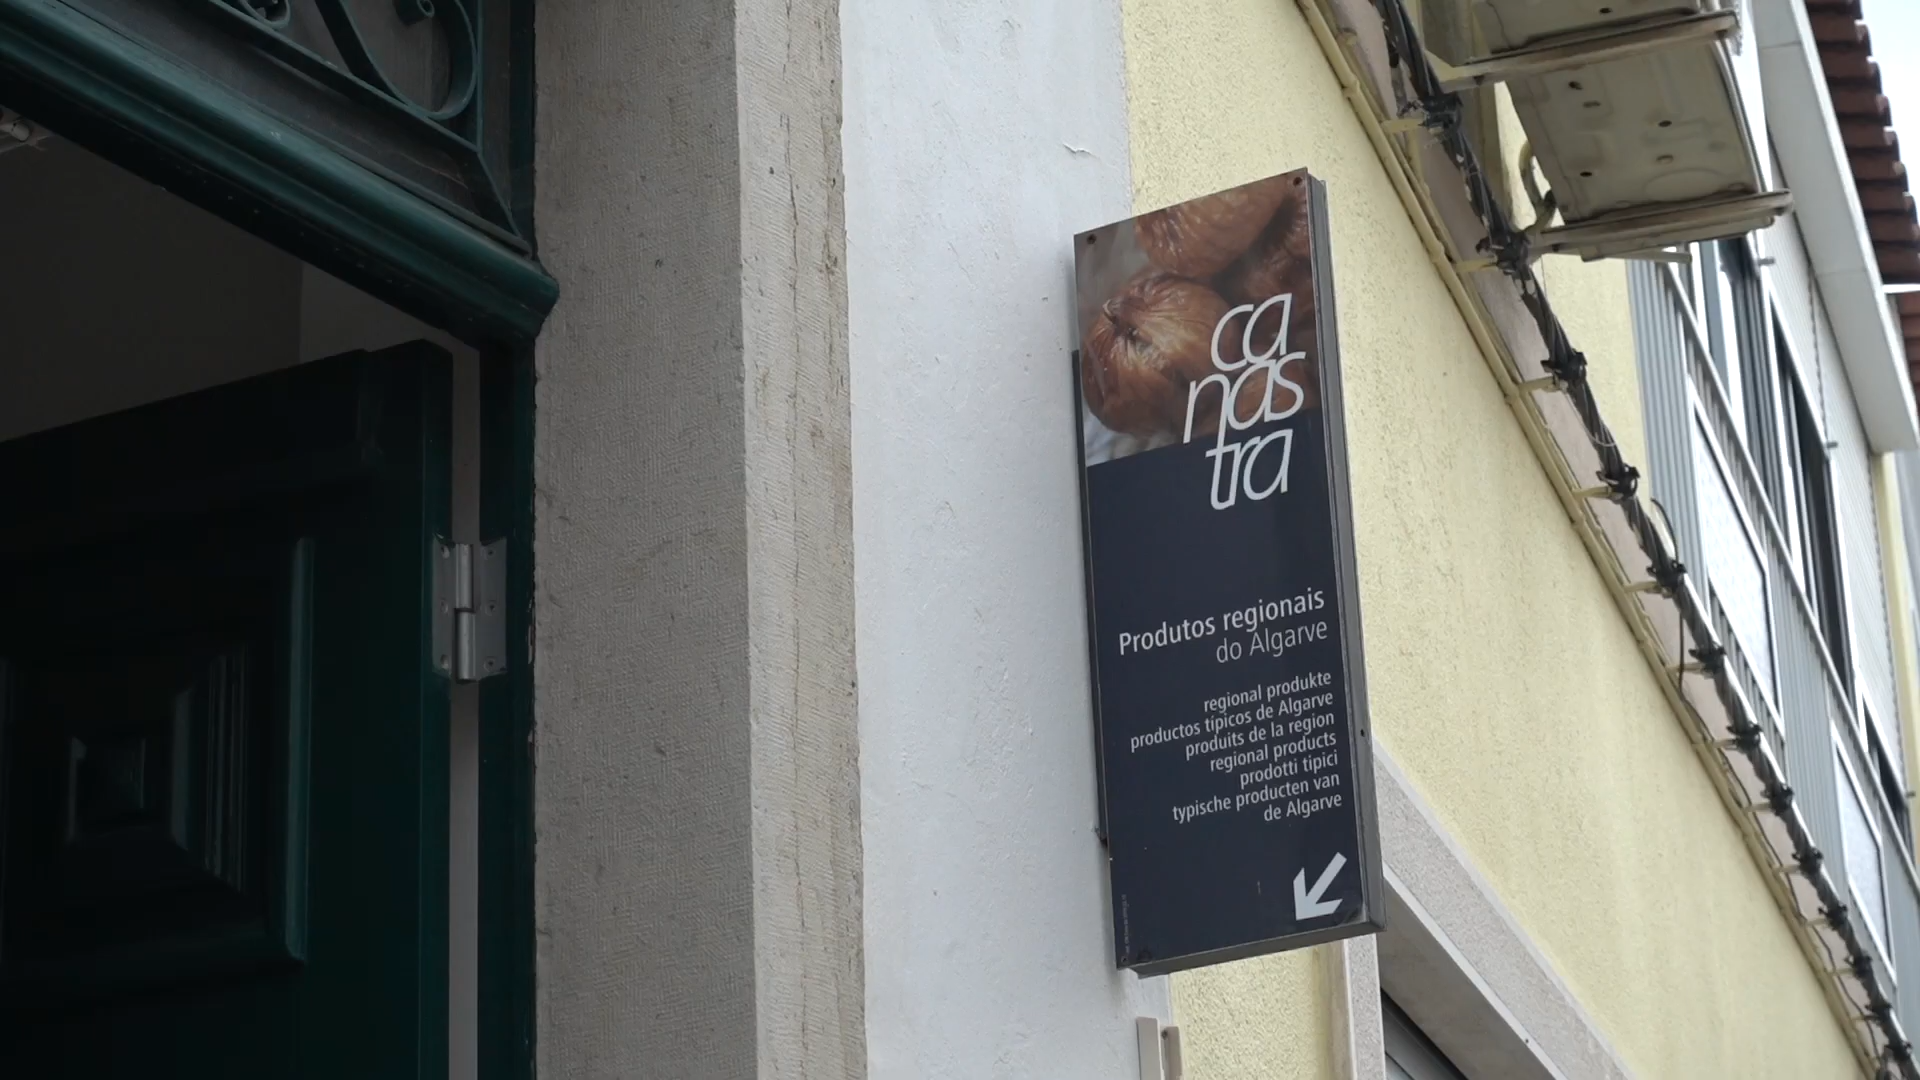 ca
nas
tra
Produtos regionais
do Algarve
regional produkte
productos típicos de Algarve
produits de la region
regional products
prodotti tipici
typische producten van
de Algarve